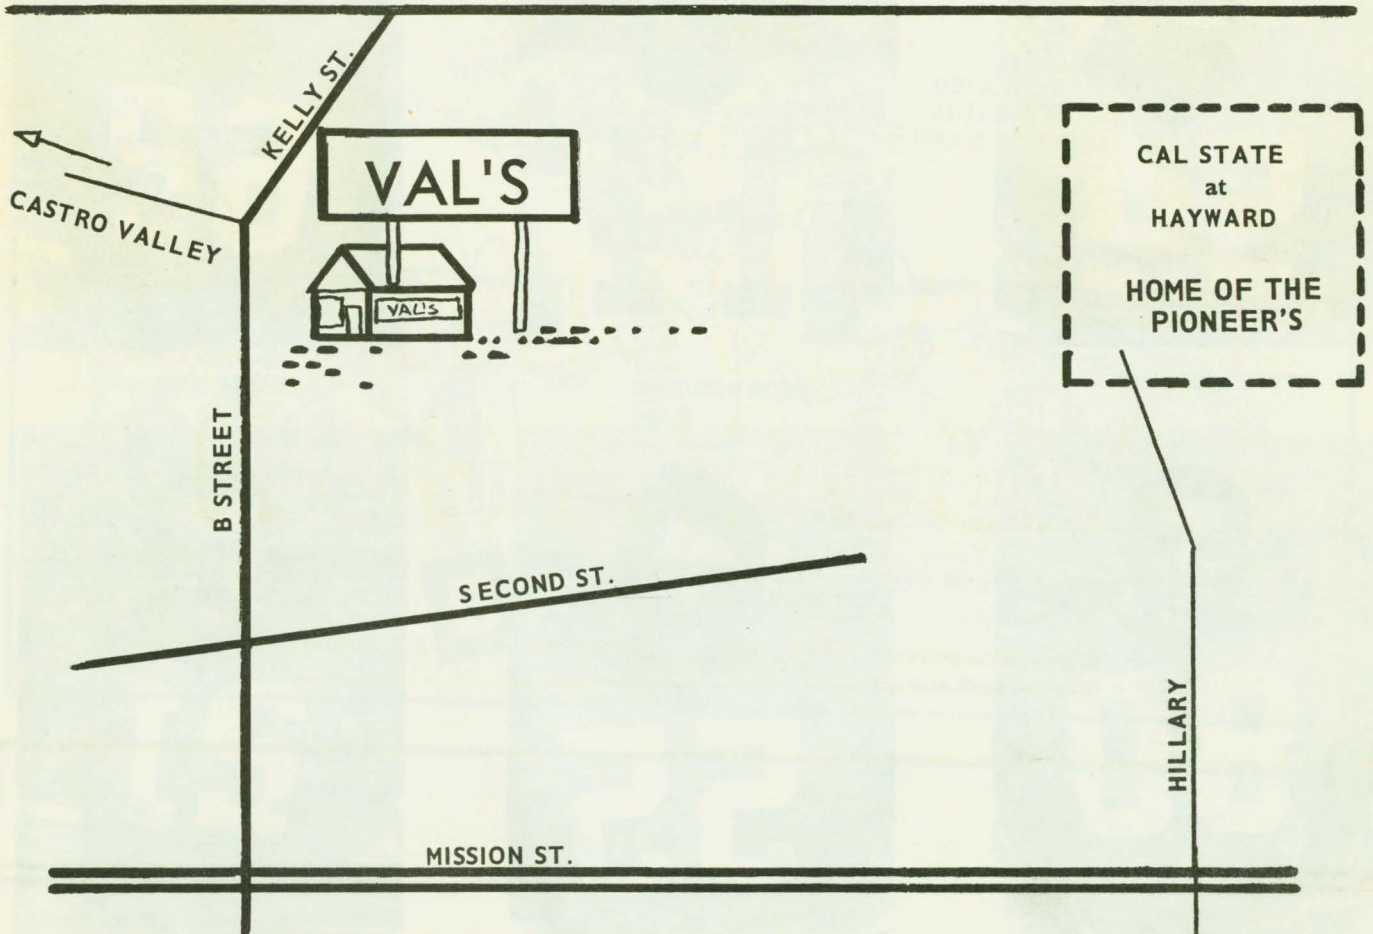 KELLY ST.
VAL'S
CASTRO VALLEY
VAL'S
CAL STATE
at
HAYWARD
HOME OF THE
PIONEER'S
B STREET
SECOND ST.
HILLARY
MISSION ST.